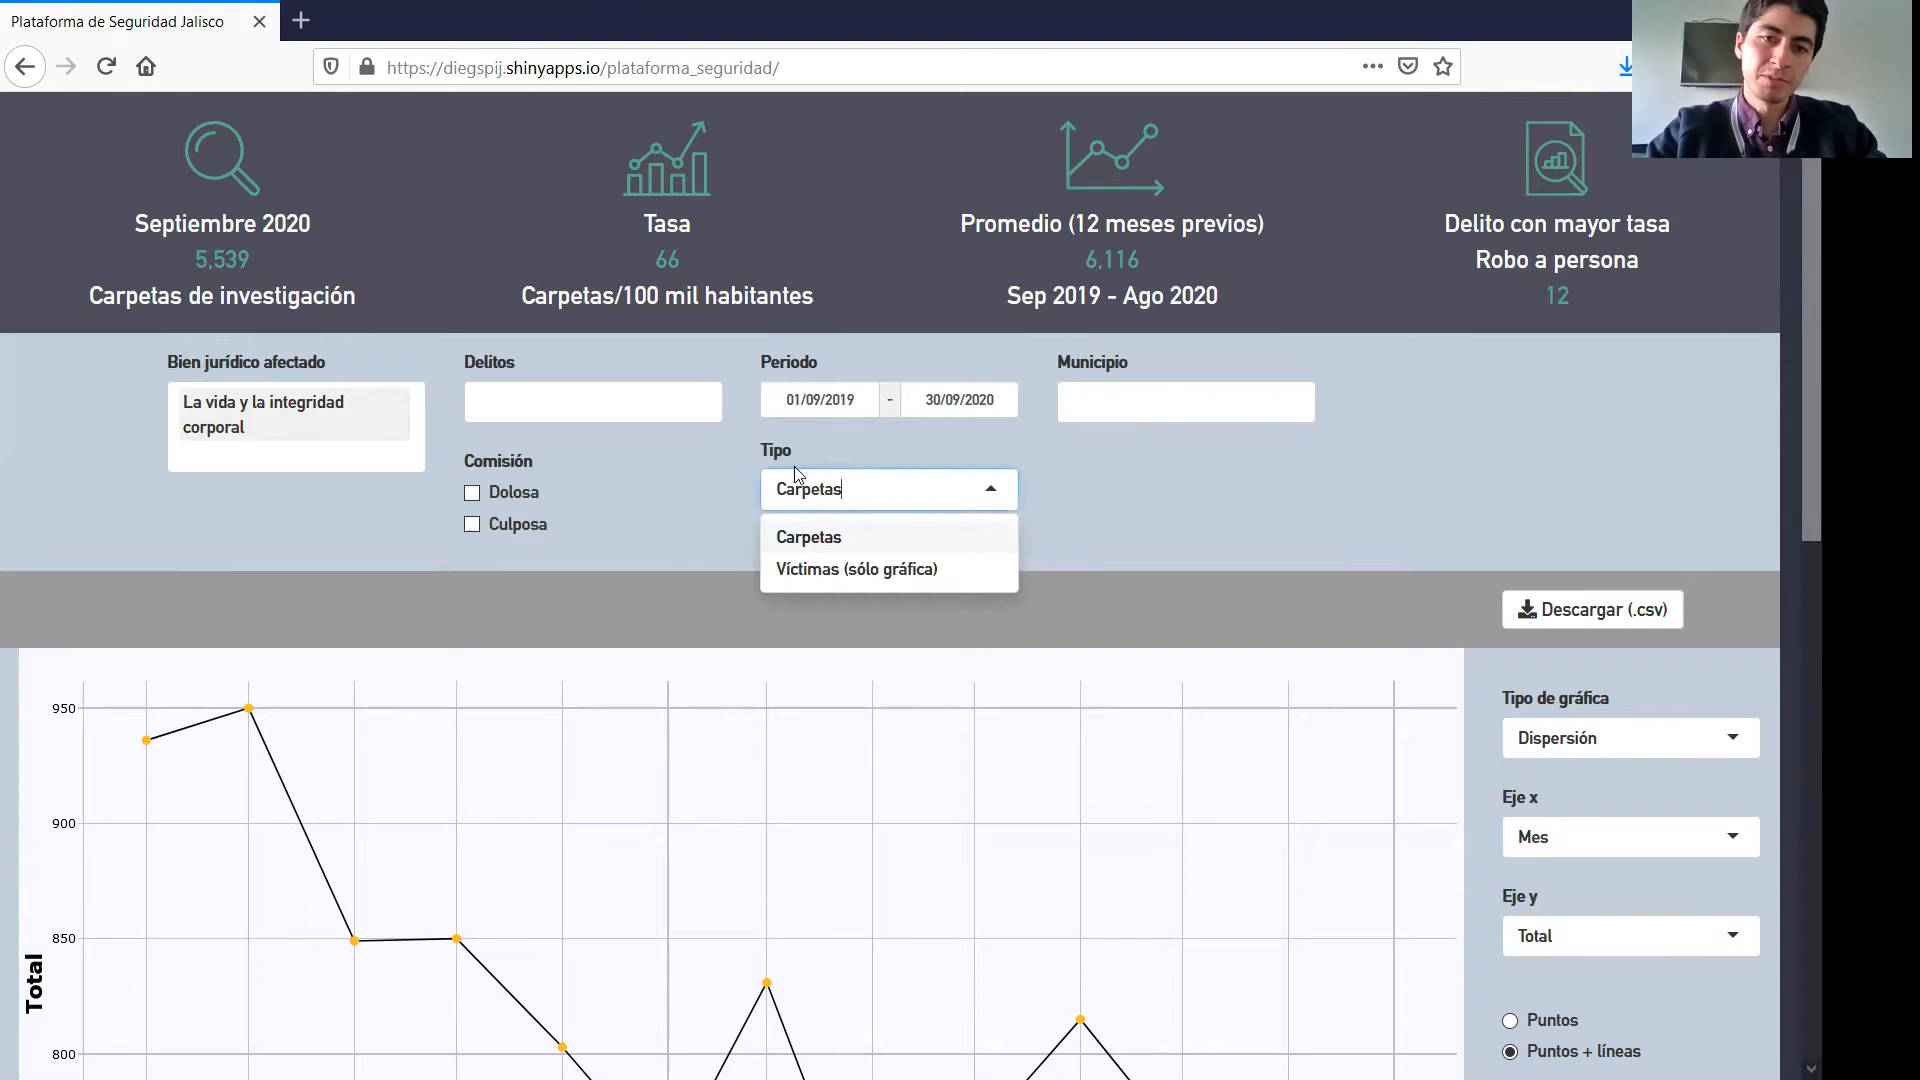 Plataforma de Seguridad Jalisco
https://diegspij.shinyapps.io/plataforma_seguridad/
Septiembre 2020
5,539
Carpetas de investigación
Tasa
66
Carpetas/100 mil habitantes
Promedio (12 meses previos)
6,116
Sep 2019 - Ago 2020
Delito con mayor tasa
Robo a persona
12
Bien jurídico afectado
La vida y la integridad
corporal
Delitos
Comisión
Dolosa
Culposa
Periodo
01/09/2019 - 30/09/2020
Tipo
Carpetas
Carpetas
Víctimas (sólo gráfica)
Municipio
Descargar (.csv)
950
900
850
800
Total
Tipo de gráfica
Dispersión
Eje x
Mes
Eje y
Total
Puntos
Puntos + líneas